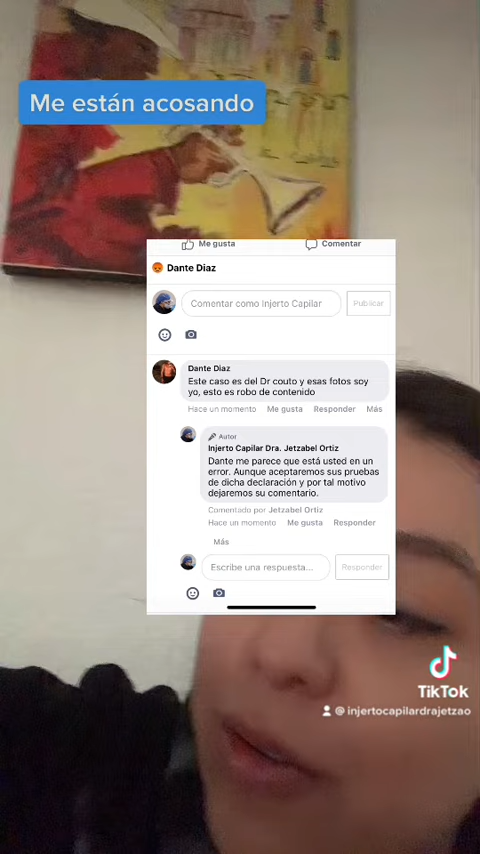 Me están acosando
Me gusta
Comentar
Dante Diaz
Comentar como Injerto Capilar
Publicar
Dante Diaz
Este caso es del Dr couto y esas fotos soy
yo, esto es robo de contenido
Hace un momento Me gusta Responder Más
Autor
Injerto Capilar Dra. Jetzabel Ortiz
Dante me parece que está usted en un
error. Aunque aceptaremos sus pruebas
de dicha declaración y por tal motivo
dejaremos su comentario.
Comentado por Jetzabel Ortiz
Hace un momento Me gusta Responder
Más
Escribe una respuesta...
Responder
TikTok
@ injertocapilardrajetzao